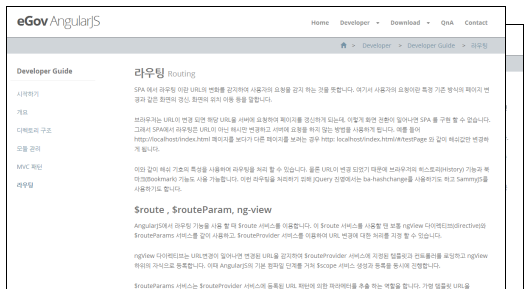 eGov AngularJS
Home Developer Download QnA Contact
> Developer > Developer Guide > 라우팅
Developer Guide
시작하기
개요
디렉토리 구조
모듈 관리
MVC 패턴
라우팅
라우팅 Routing
SPA 에서 라우팅 이란 URL의 변화를 감지하여 사용자의 요청을 감지 하는 것을 뜻합니다. 여기서 사용자의 요청이란 특정 기존 방식의 페이지 변
경과 같은 화면의 갱신, 화면의 위치 이동 등을 말합니다.
브라우저는 URL이 변경 되면 해당 URL을 서버에 요청하여 페이지를 갱신하게 되는데, 이렇게 화면 전환이 일어나면 SPA 를 구현 할 수 없습니다.
그래서 SPA에서 라우팅은 URL이 아닌 해시만 변경하고 서버에 요청을 하지 않는 방법을 사용하게 됩니다. 예를 들어
http://localhost/index.html 페이지를 보다가 다른 페이지를 보려는 경우 http: localhost/index.html/#/testPage 와 같이 해쉬값만 변경하
게 됩니다.
이와 같이 해쉬 기호의 특성을 사용하여 라우팅을 처리 할 수 있습니다. 물론 URL이 변경 되었기 때문에 브라우저의 히스토리(History) 기능과 북
마크(Bookmark) 기능도 사용 가능합니다. 이런 라우팅을 처리하기 위해 JQuery 진영에서는 ba-hashchange를 사용하기도 하고 SammyJS를
사용하기도 합니다.
$route , $routeParam, ng-view
AngularJS에서 라우팅 기능을 사용 할 때 $route 서비스를 이용합니다. 이 $route 서비스를 사용할 땐 보통 ngView 디렉티브(directive)와
$routeParams 서비스를 같이 사용하고, $routeProvider 서비스를 이용하여 URL 변경에 대한 처리를 지정 할 수 있습니다.
ngView 다이렉티브는 URL변경이 일어나면 변경된 URL을 감지하여 $routeProvider 서비스에 지정된 템플릿과 컨트롤러를 로딩하고 ngView
하위의 자식으로 등록합니다. 이때 AngularJS의 기본 컴파일 단계를 거쳐 $scope 서비스 생성과 등록을 동시에 진행합니다.
$routeParams 서비스는 $routeProvider 서비스에 등록된 URL 패턴에 의한 파라메터를 추출 하는 역할을 합니다. 가령 템플릿 URL을